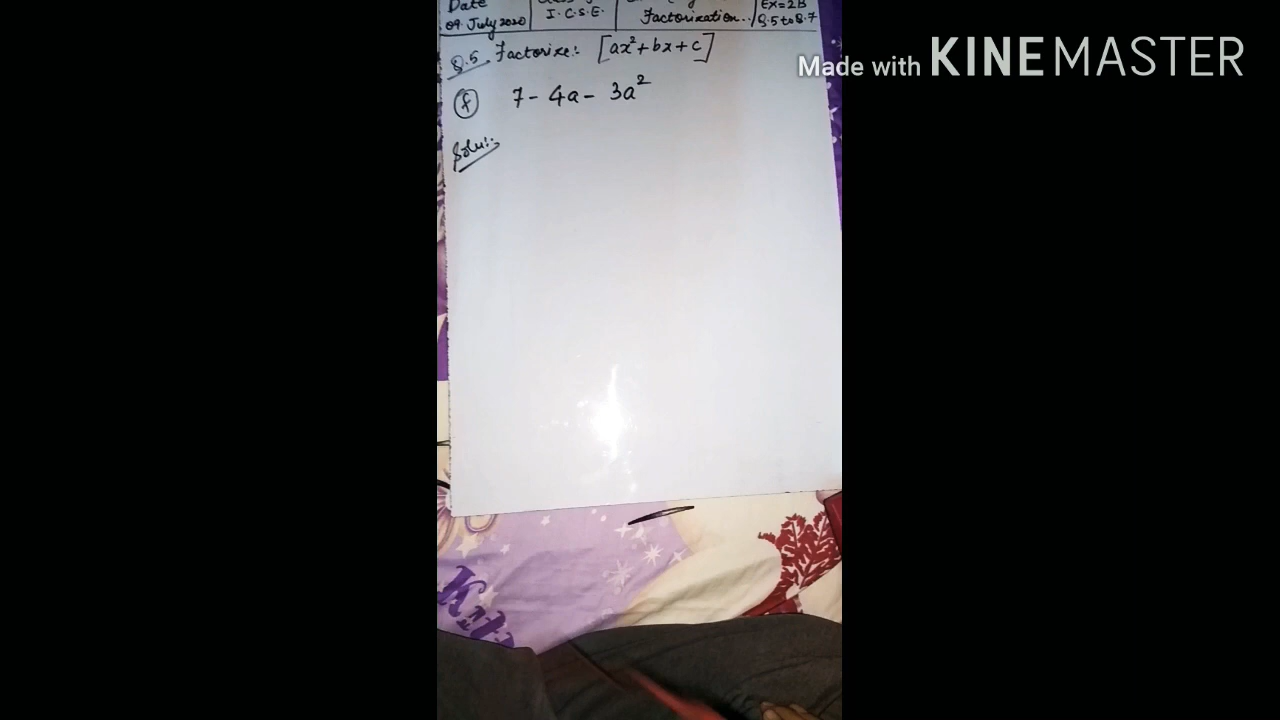 Date
09 July 2020
I.C.S.E.
Factorization..
EX=2B
Q.5 to Q.7
Made with KINEMASTER
Q.5. Factorize:- [ax²+bx+c]
(f) 7- 4a- 3a²
Solu:-
Kitt